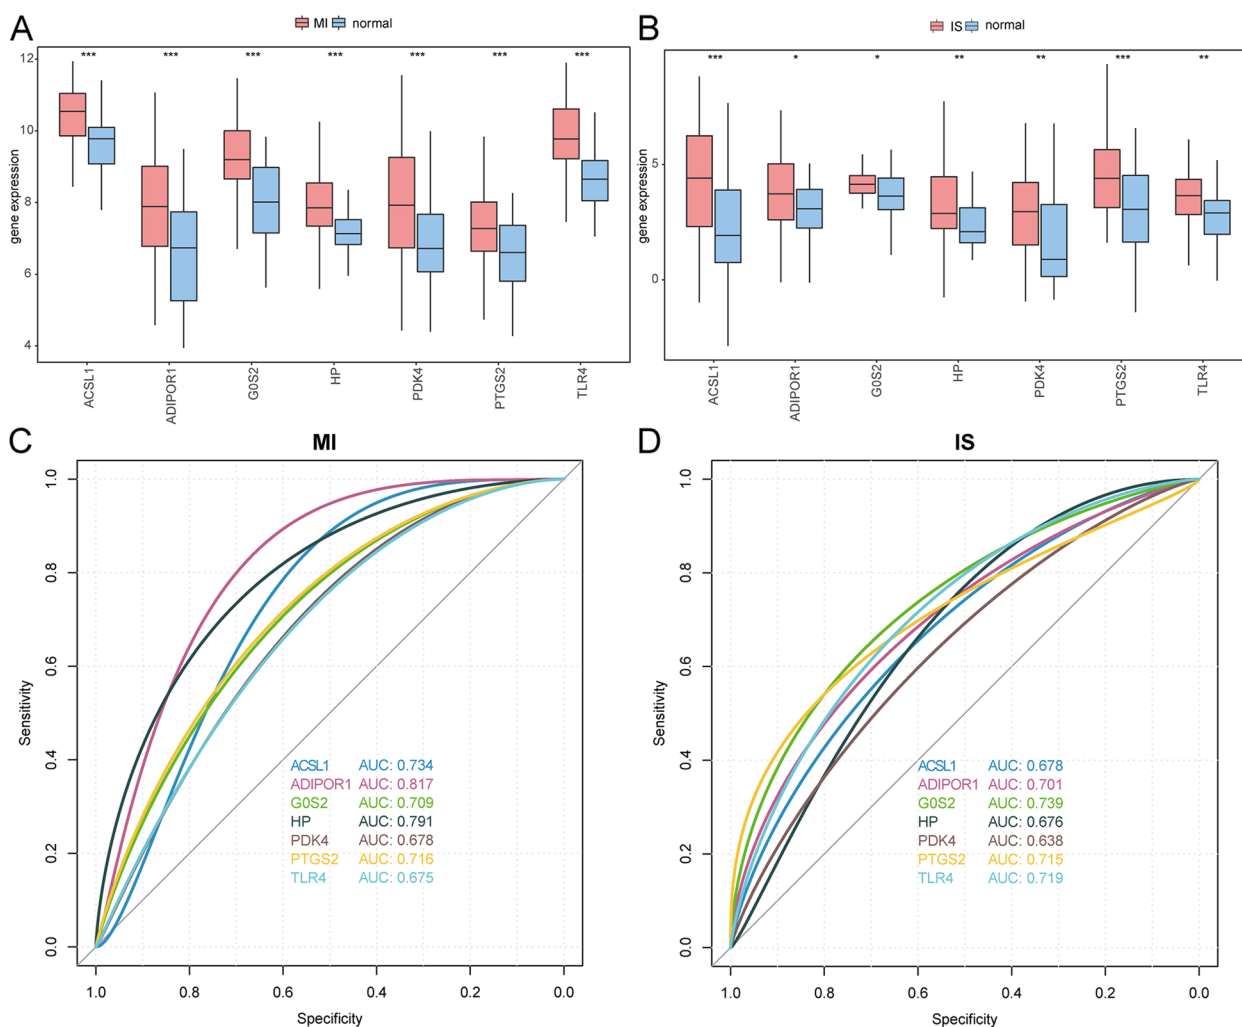 A
MI normal
*** *** *** *** *** *** ***
gene expression
12
10
8
6
4
ACSL1 ADIPOR1 G0S2 HP PDK4 PTGS2 TLR4
B
IS normal
*** * * ** ** *** **
gene expression
5
0
ACSL1 ADIPOR1 G0S2 HP PDK4 PTGS2 TLR4
C
MI
Sensitivity
1.0
0.8
0.6
0.4
0.2
0.0
ACSL1 AUC: 0.734
ADIPOR1 AUC: 0.817
G0S2 AUC: 0.709
HP AUC: 0.791
PDK4 AUC: 0.678
PTGS2 AUC: 0.716
TLR4 AUC: 0.675
1.0 0.8 0.6 0.4 0.2 0.0
Specificity
D
IS
Sensitivity
1.0
0.8
0.6
0.4
0.2
0.0
ACSL1 AUC: 0.678
ADIPOR1 AUC: 0.701
G0S2 AUC: 0.739
HP AUC: 0.676
PDK4 AUC: 0.638
PTGS2 AUC: 0.715
TLR4 AUC: 0.719
1.0 0.8 0.6 0.4 0.2 0.0
Specificity